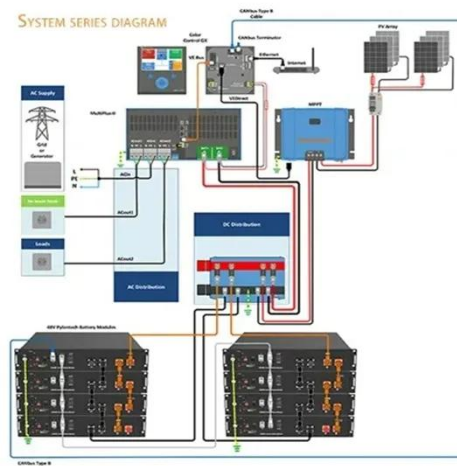 SYSTEM SERIES DIAGRAM
CANbus Type B
Cable
Color
Control GX
CANbus Terminator
PV Array
VE Bus
Ethernet
Internet
VE.Direct
AC Supply
MultiPlus-II
MPPT
Grid
or
Generator
L
PE
N
ACin
ACout1
DC Distribution
Loads
ACout2
AC Distribution
48V Pylontech Battery Modules
CANbus Type B